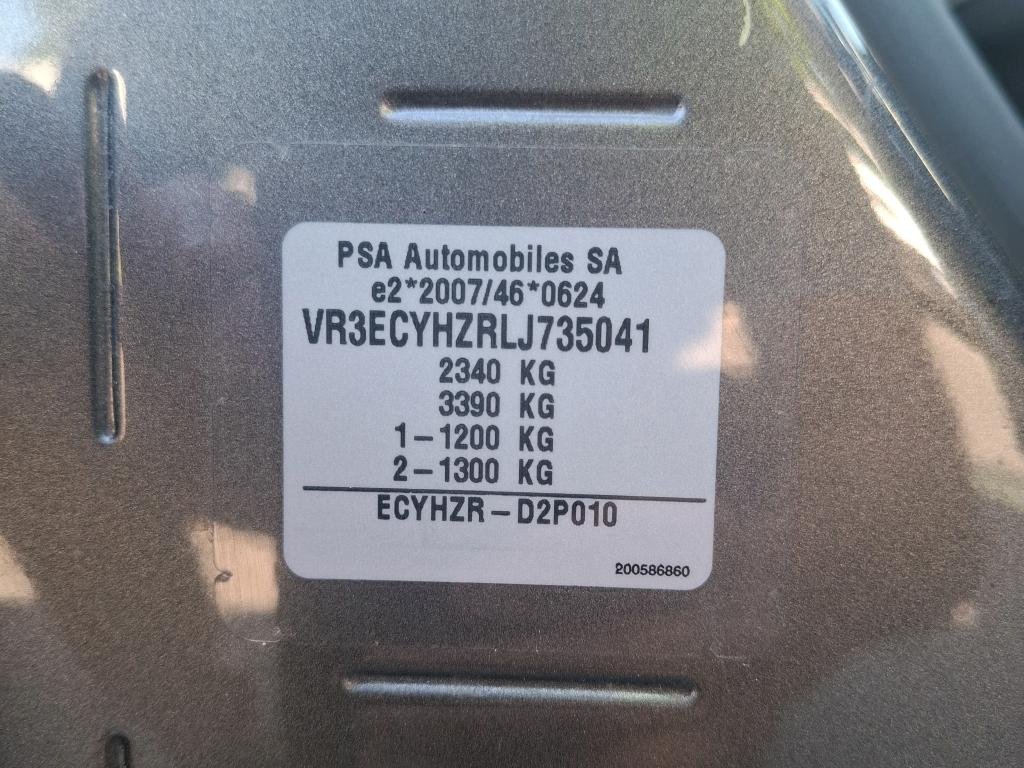 PSA Automobiles SA
e2*2007/46*0624
VR3ECYHZRLJ735041
2340 KG
3390 KG
1-1200 KG
2-1300 KG
ECYHZR-D2P010
200586860